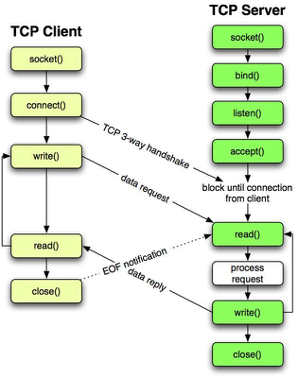 TCP Client
TCP Server
socket()
connect()
write()
read()
close()
socket()
bind()
listen()
accept()
TCP 3-way handshake
block until connection
from client
data request
read()
process
request
EOF notification
data reply
write()
close()